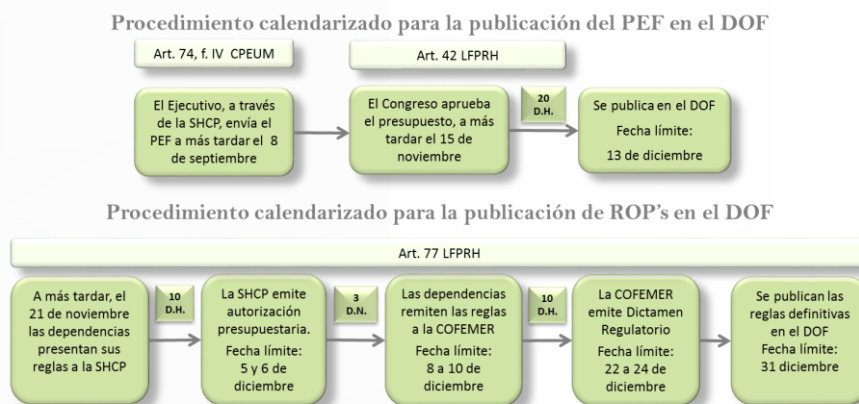 Procedimiento calendarizado para la publicación del PEF en el DOF
Art. 74, f. IV CPEUM
Art. 42 LFPRH
El Ejecutivo, a través
de la SHCP, envía el
PEF a más tardar el 8
de septiembre
El Congreso aprueba
el presupuesto, a más
tardar el 15 de
noviembre
20
D.H.
Se publica en el DOF
Fecha límite:
13 de diciembre
Procedimiento calendarizado para la publicación de ROP's en el DOF
Art. 77 LFPRH
A más tardar, el
21 de noviembre
las dependencias
presentan sus
reglas a la SHCP
10
D.H.
La SHCP emite
autorización
presupuestaria.
Fecha límite:
5 y 6 de
diciembre
3
D.N.
Las dependencias
remiten las reglas
a la COFEMER
Fecha límite:
8 a 10 de
diciembre
10
D.H.
La COFEMER
emite Dictamen
Regulatorio
Fecha límite:
22 a 24 de
diciembre
Se publican las
reglas definitivas
en el DOF
Fecha límite:
31 diciembre